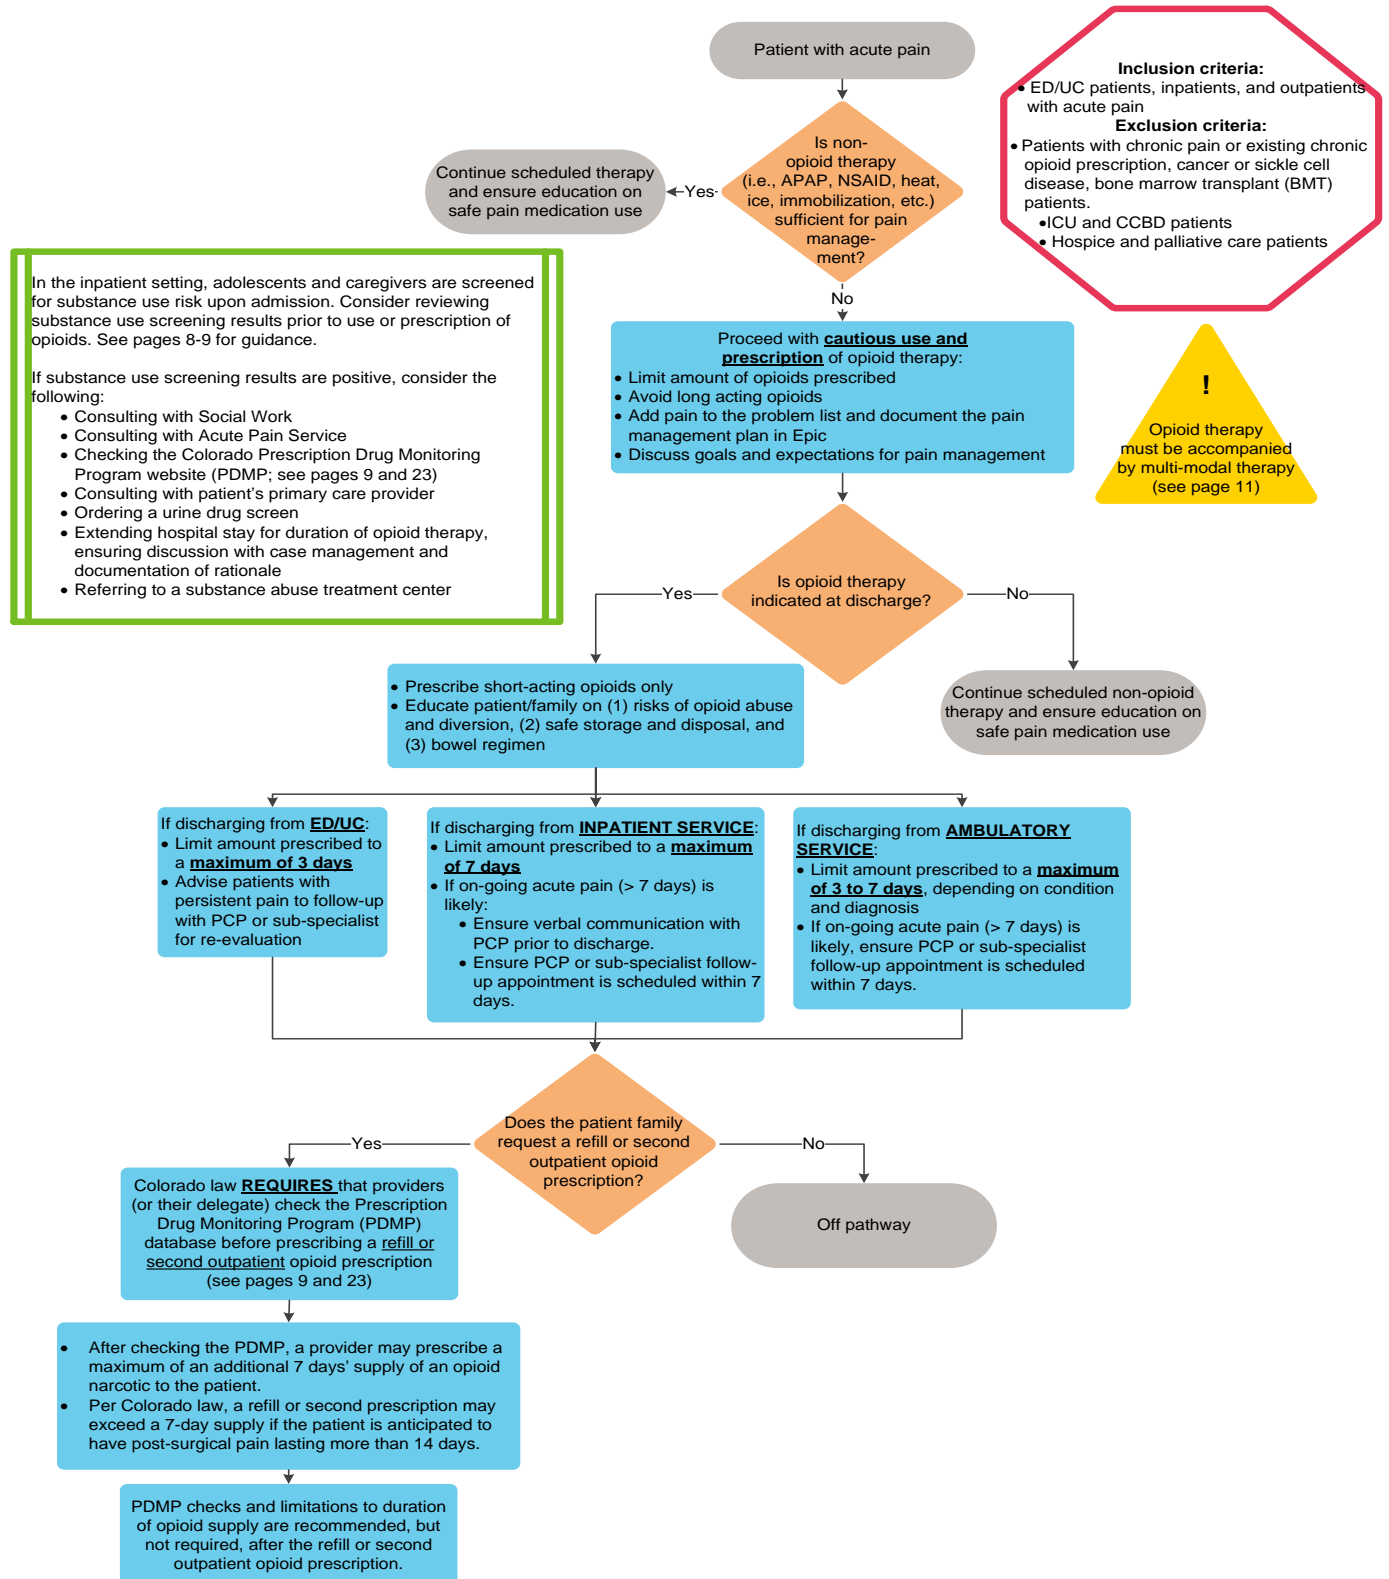 Patient with acute pain
Inclusion criteria:
• ED/UC patients, inpatients, and outpatients
with acute pain
Exclusion criteria:
• Patients with chronic pain or existing chronic
opioid prescription, cancer or sickle cell
disease, bone marrow transplant (BMT)
patients.
•ICU and CCBD patients
• Hospice and palliative care patients
Is non-
opioid therapy
(i.e., APAP, NSAID, heat,
ice, immobilization, etc.)
sufficient for pain
manage-
ment?
Yes
Continue scheduled therapy
and ensure education on
safe pain medication use
No
In the inpatient setting, adolescents and caregivers are screened
for substance use risk upon admission. Consider reviewing
substance use screening results prior to use or prescription of
opioids. See pages 8-9 for guidance.
If substance use screening results are positive, consider the
following:
• Consulting with Social Work
• Consulting with Acute Pain Service
• Checking the Colorado Prescription Drug Monitoring
Program website (PDMP; see pages 9 and 23)
• Consulting with patient’s primary care provider
• Ordering a urine drug screen
• Extending hospital stay for duration of opioid therapy,
ensuring discussion with case management and
documentation of rationale
• Referring to a substance abuse treatment center
Proceed with cautious use and
prescription of opioid therapy:
• Limit amount of opioids prescribed
• Avoid long acting opioids
• Add pain to the problem list and document the pain
management plan in Epic
• Discuss goals and expectations for pain management
!
Opioid therapy
must be accompanied
by multi-modal therapy
(see page 11)
Is opioid therapy
indicated at discharge?
Yes
No
• Prescribe short-acting opioids only
• Educate patient/family on (1) risks of opioid abuse
and diversion, (2) safe storage and disposal, and
(3) bowel regimen
Continue scheduled non-opioid
therapy and ensure education on
safe pain medication use
If discharging from ED/UC:
• Limit amount prescribed to
a maximum of 3 days
• Advise patients with
persistent pain to follow-up
with PCP or sub-specialist
for re-evaluation
If discharging from INPATIENT SERVICE:
• Limit amount prescribed to a maximum
of 7 days
• If on-going acute pain (> 7 days) is
likely:
• Ensure verbal communication with
PCP prior to discharge.
• Ensure PCP or sub-specialist follow-
up appointment is scheduled within 7
days.
If discharging from AMBULATORY
SERVICE:
• Limit amount prescribed to a maximum
of 3 to 7 days, depending on condition
and diagnosis
• If on-going acute pain (> 7 days) is
likely, ensure PCP or sub-specialist
follow-up appointment is scheduled
within 7 days.
Does the patient family
request a refill or second
outpatient opioid
prescription?
Yes
No
Colorado law REQUIRES that providers
(or their delegate) check the Prescription
Drug Monitoring Program (PDMP)
database before prescribing a refill or
second outpatient opioid prescription
(see pages 9 and 23)
Off pathway
• After checking the PDMP, a provider may prescribe a
maximum of an additional 7 days’ supply of an opioid
narcotic to the patient.
• Per Colorado law, a refill or second prescription may
exceed a 7-day supply if the patient is anticipated to
have post-surgical pain lasting more than 14 days.
PDMP checks and limitations to duration
of opioid supply are recommended, but
not required, after the refill or second
outpatient opioid prescription.